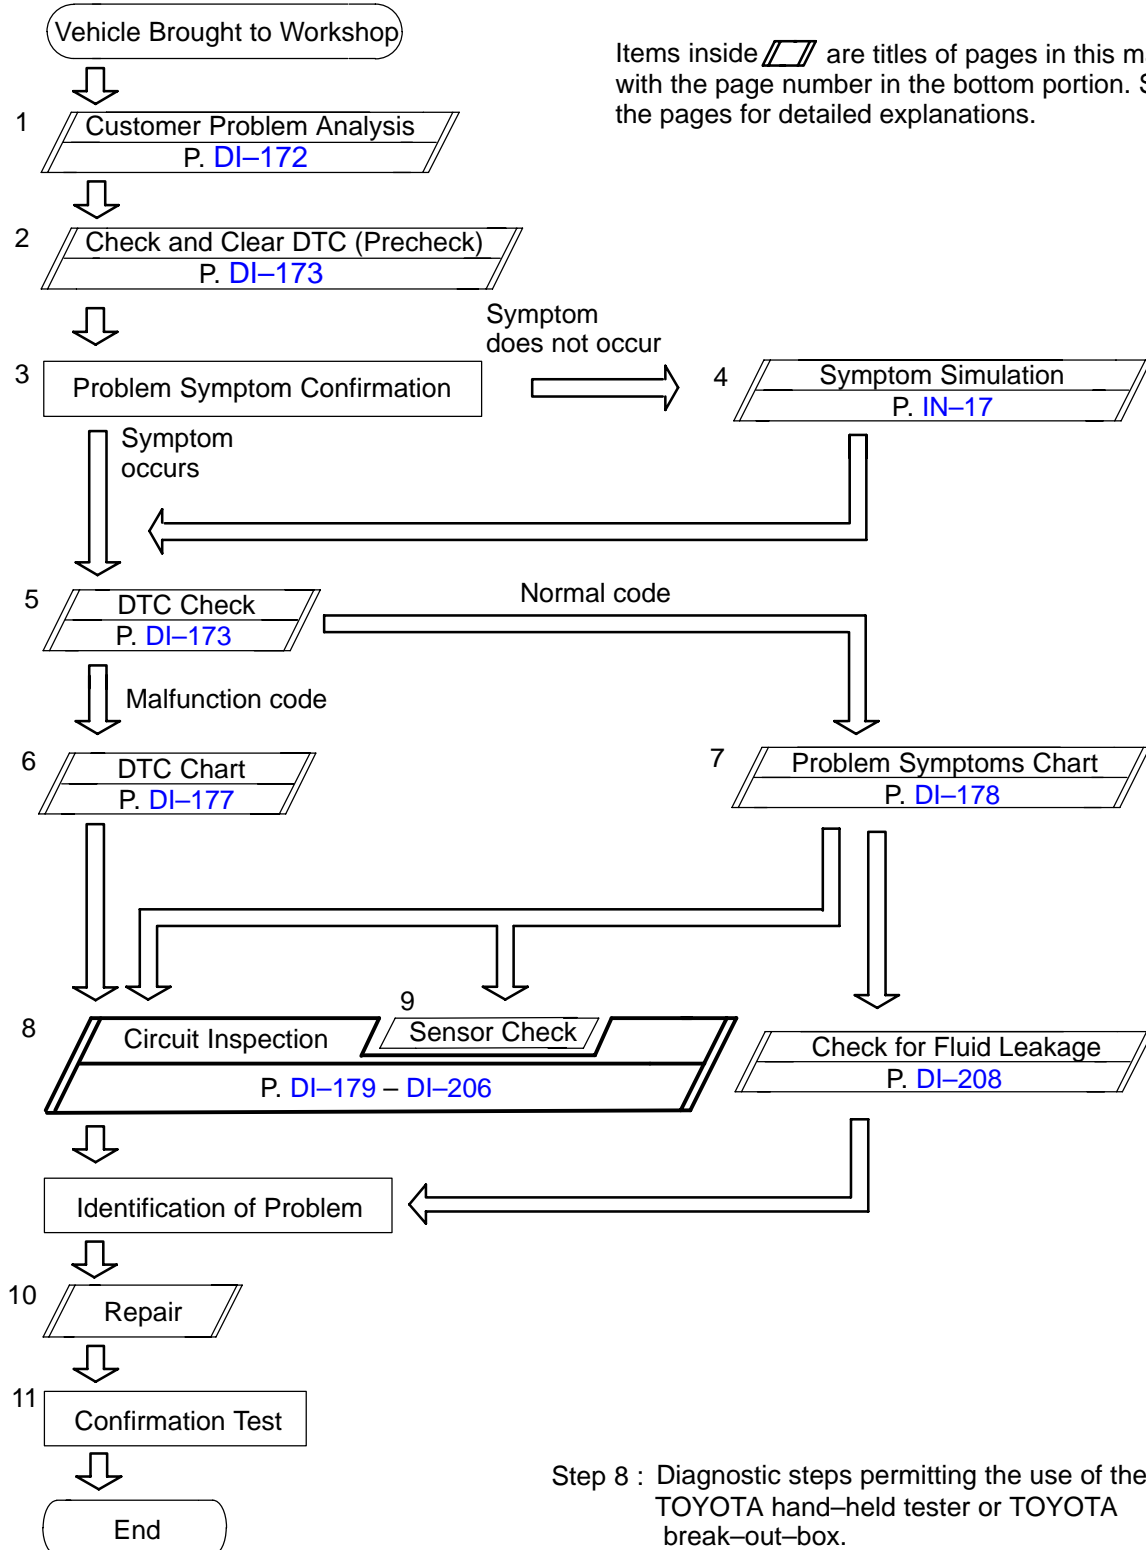 Vehicle Brought to Workshop
Items inside are titles of pages in this
with the page number in the bottom portion.
the pages for detailed explanations.
1
Customer Problem Analysis
P. DI–172
2
Check and Clear DTC (Precheck)
P. DI–173
Symptom
does not occur
3
Problem Symptom Confirmation
4
Symptom Simulation
P. IN–17
Symptom
occurs
5
DTC Check
P. DI–173
Normal code
Malfunction code
6
DTC Chart
P. DI–177
7
Problem Symptoms Chart
P. DI–178
8
Circuit Inspection
9
Sensor Check
P. DI–179 – DI–206
Check for Fluid Leakage
P. DI–208
Identification of Problem
10
Repair
11
Confirmation Test
End
Step 8 : Diagnostic steps permitting the use of the
TOYOTA hand–held tester or TOYOTA
break–out–box.